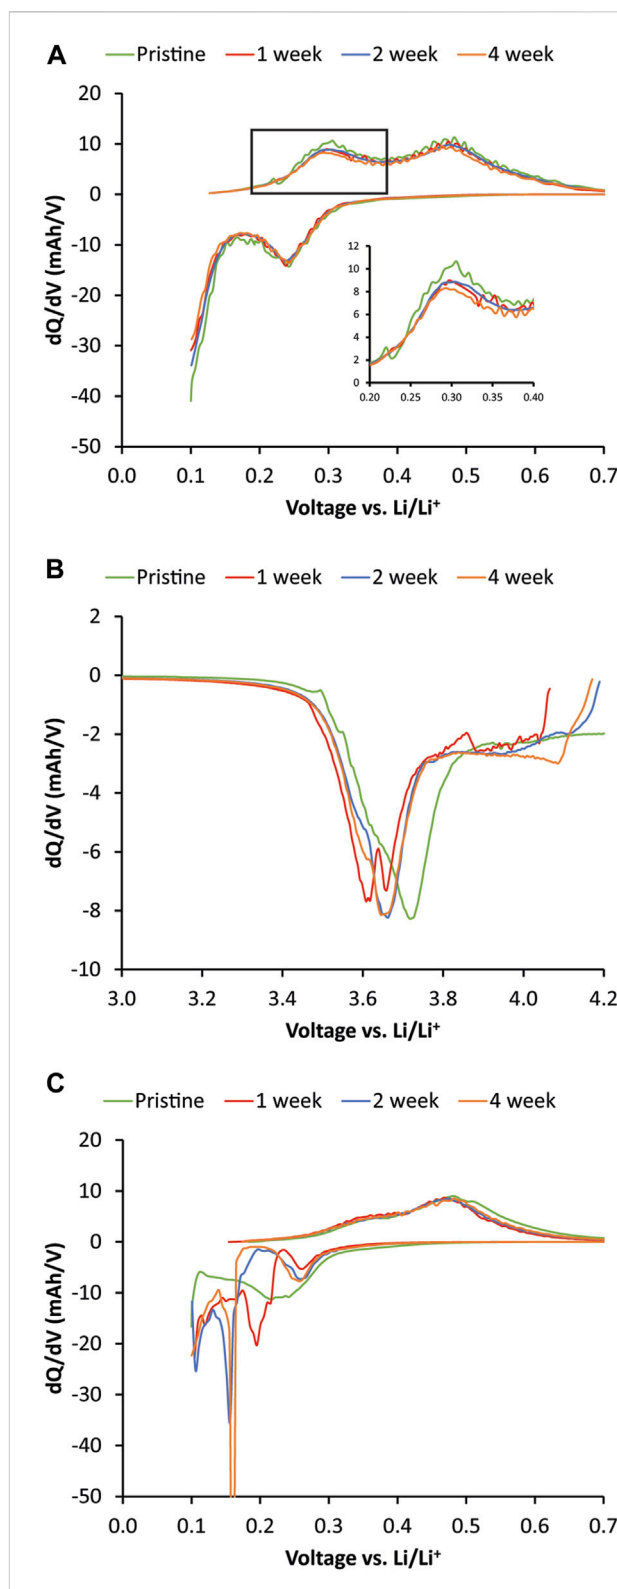 A
Pristine 1 week 2 week 4 week
20
10
0
-10
-20
-30
-40
-50
dQ/dV (mAh/V)
12
10
8
6
4
2
0
0.20 0.25 0.30 0.35 0.40
0.0 0.1 0.2 0.3 0.4 0.5 0.6 0.7
Voltage vs. Li/Li⁺
B
Pristine 1 week 2 week 4 week
2
0
-2
-4
-6
-8
-10
dQ/dV (mAh/V)
3.0 3.2 3.4 3.6 3.8 4.0 4.2
Voltage vs. Li/Li⁺
C
Pristine 1 week 2 week 4 week
20
10
0
-10
-20
-30
-40
-50
dQ/dV (mAh/V)
0.0 0.1 0.2 0.3 0.4 0.5 0.6 0.7
Voltage vs. Li/Li⁺